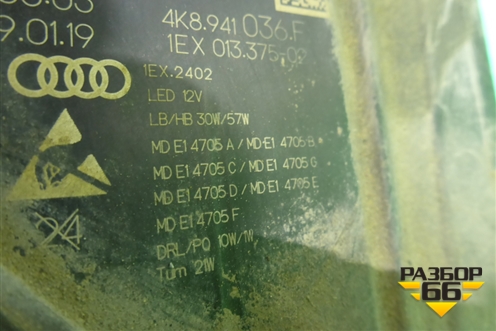 4K8.941 036.F
9.01.19
1EX 013.375-
1EX.2402
LED 12V
LB/HB 30W/57W
MD E1 4705 A / MD E1 4705 B
MD E1 4705 C / MD E1 4705 G
MD E1 4705 D / MD E1 4705 E
MD E1 4705 F
DRL/PO 10W/1W
Turn 21W
24
РАЗБОР
66